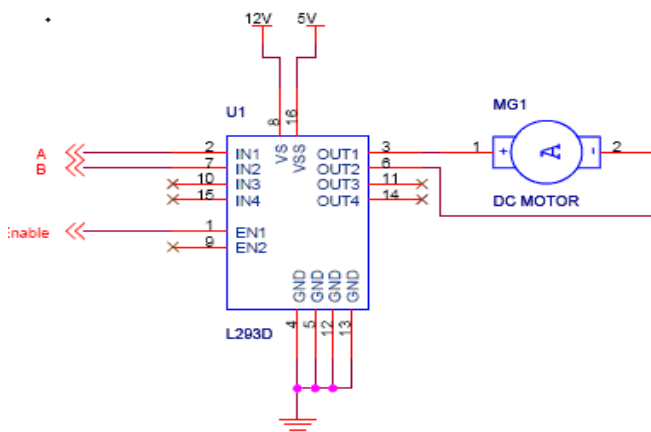 12V 5V
U1
MG1
8 VS
16 VSS
A 2 IN1 OUT1 3
B 7 IN2 OUT2 6
10 IN3 OUT3 11
15 IN4 OUT4 14
1 + A - 2
DC MOTOR
Enable 1 EN1
9 EN2
GND GND GND GND
4 5 12 13
L293D